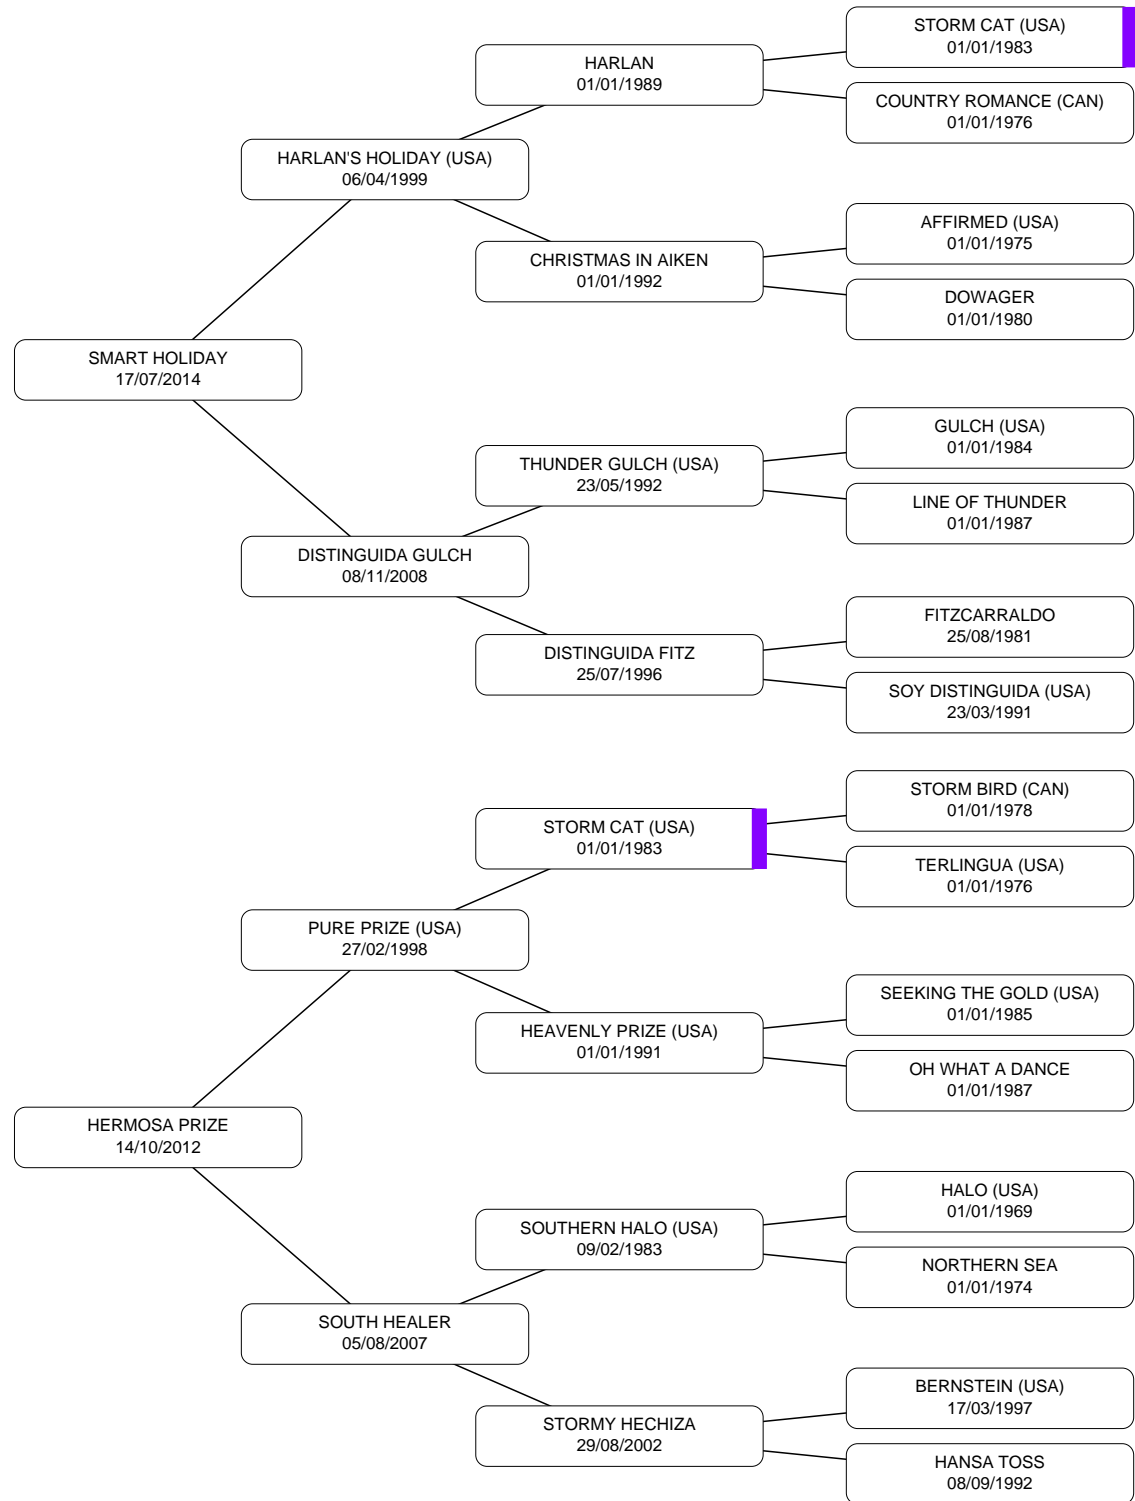 STORM CAT (USA)
01/01/1983
HARLAN
01/01/1989
COUNTRY ROMANCE (CAN)
01/01/1976
HARLAN'S HOLIDAY (USA)
06/04/1999
AFFIRMED (USA)
01/01/1975
CHRISTMAS IN AIKEN
01/01/1992
DOWAGER
01/01/1980
SMART HOLIDAY
17/07/2014
GULCH (USA)
01/01/1984
THUNDER GULCH (USA)
23/05/1992
LINE OF THUNDER
01/01/1987
DISTINGUIDA GULCH
08/11/2008
FITZCARRALDO
25/08/1981
DISTINGUIDA FITZ
25/07/1996
SOY DISTINGUIDA (USA)
23/03/1991
STORM BIRD (CAN)
01/01/1978
STORM CAT (USA)
01/01/1983
TERLINGUA (USA)
01/01/1976
PURE PRIZE (USA)
27/02/1998
SEEKING THE GOLD (USA)
01/01/1985
HEAVENLY PRIZE (USA)
01/01/1991
OH WHAT A DANCE
01/01/1987
HERMOSA PRIZE
14/10/2012
HALO (USA)
01/01/1969
SOUTHERN HALO (USA)
09/02/1983
NORTHERN SEA
01/01/1974
SOUTH HEALER
05/08/2007
BERNSTEIN (USA)
17/03/1997
STORMY HECHIZA
29/08/2002
HANSA TOSS
08/09/1992